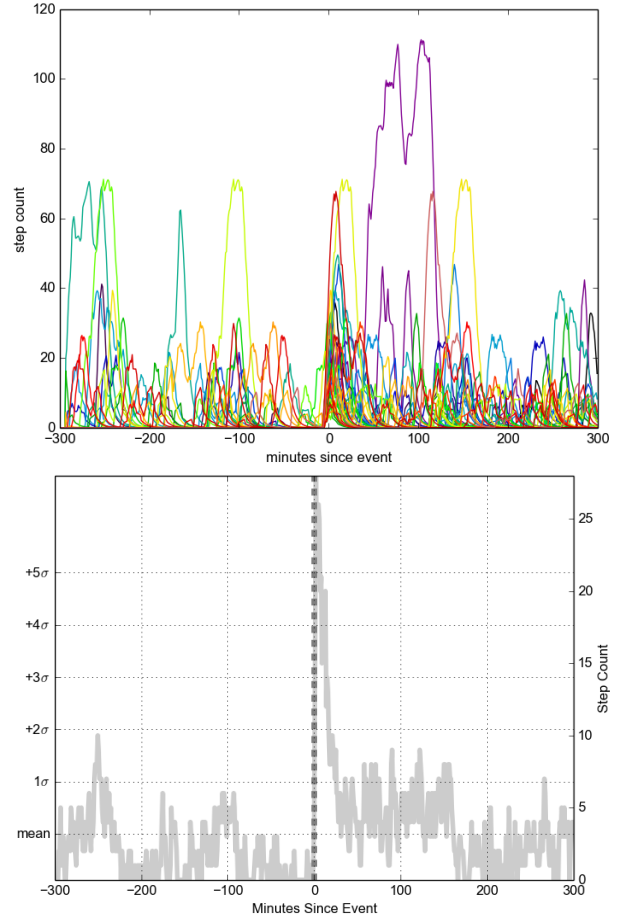 120
100
80
60
40
20
0
step count
−300 −200 −100 0 100 200 300
minutes since event
+5σ
+4σ
+3σ
+2σ
1σ
mean
25
20
15
10
5
0
Step Count
−300 −200 −100 0 100 200 300
Minutes Since Event